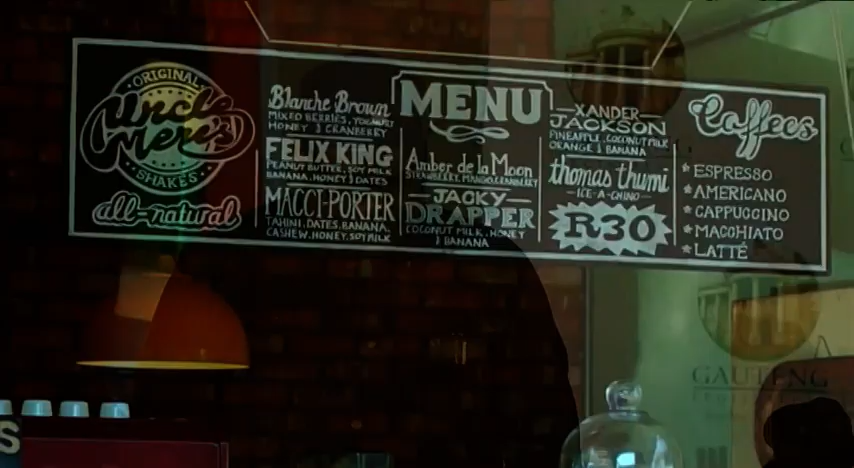 ORIGINAL
Uncle
Mere's
SHAKES
all-natural
Blanche Brown
MIXED BERRIES, YOGHURT
HONEY & CRANBERRY
FELIX KING
PEANUT BUTTER, SOY MILK
BANANA, HONEY & DATES
MACCI-PORTER
TAHINI, DATES, BANANA,
CASHEW, HONEY, SOY MILK
MENU
Amber de la Moon
STRAWBERRY, MANGO, CRANBERRY
JACKY
DRAPPER
COCONUT MILK, HONEY
& BANANA
XANDER
JACKSON
PINEAPPLE, COCONUT MILK
ORANGE & BANANA
thomas thumi
-ICE-A-CHINO-
R30
Coffees
ESPRESSO
AMERICANO
CAPPUCCINO
MACCHIATO
LATTÉ
GAUTENG
S